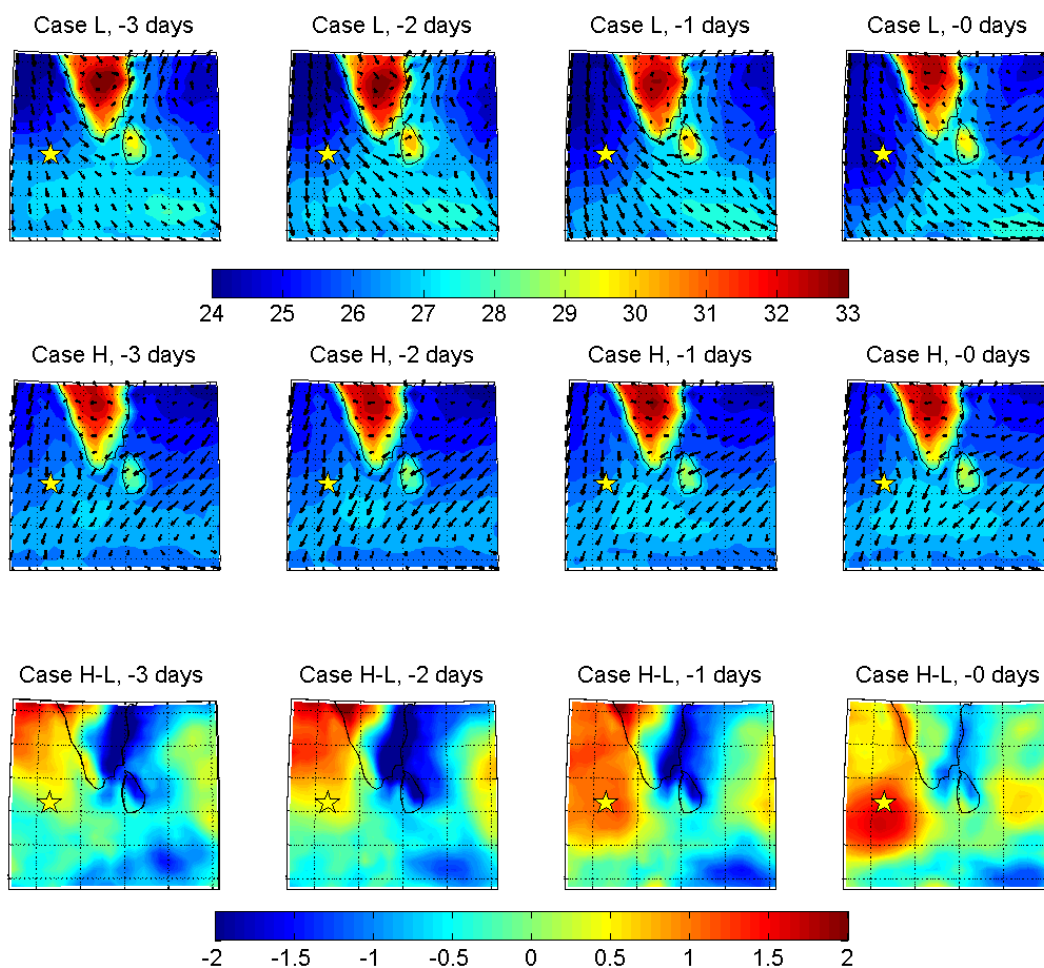 Case L, -3 days Case L, -2 days Case L, -1 days Case L, -0 days
24 25 26 27 28 29 30 31 32 33
Case H, -3 days Case H, -2 days Case H, -1 days Case H, -0 days
Case H-L, -3 days Case H-L, -2 days Case H-L, -1 days Case H-L, -0 days
-2 -1.5 -1 -0.5 0 0.5 1 1.5 2